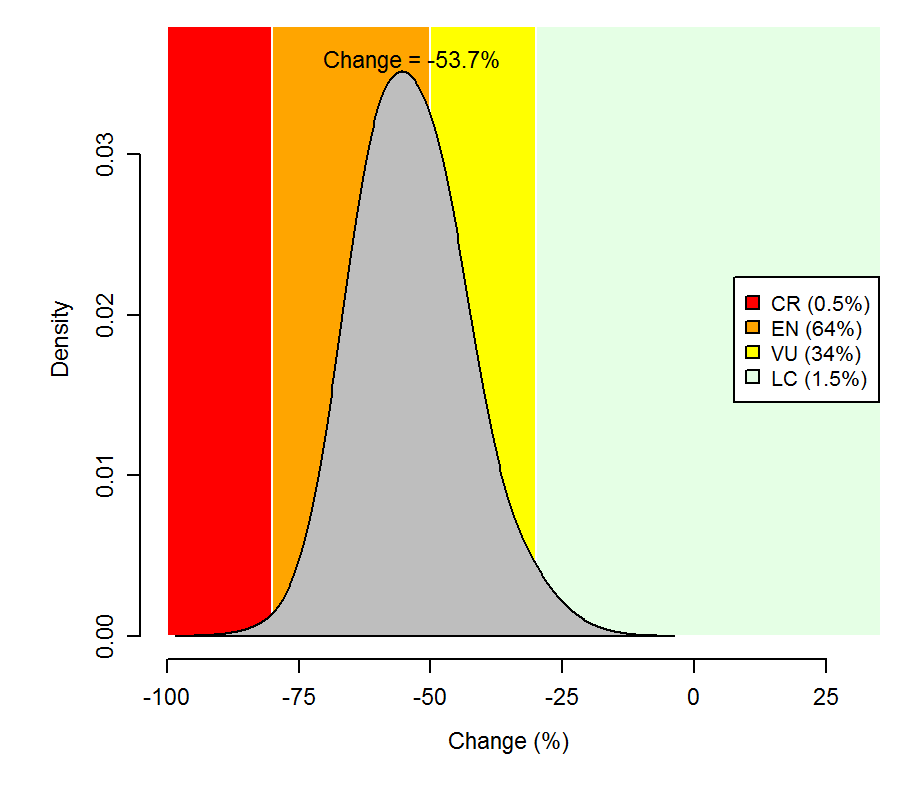 Change = -53.7%
0.03
0.02
0.01
0.00
Density
CR (0.5%)
EN (64%)
VU (34%)
LC (1.5%)
-100 -75 -50 -25 0 25
Change (%)